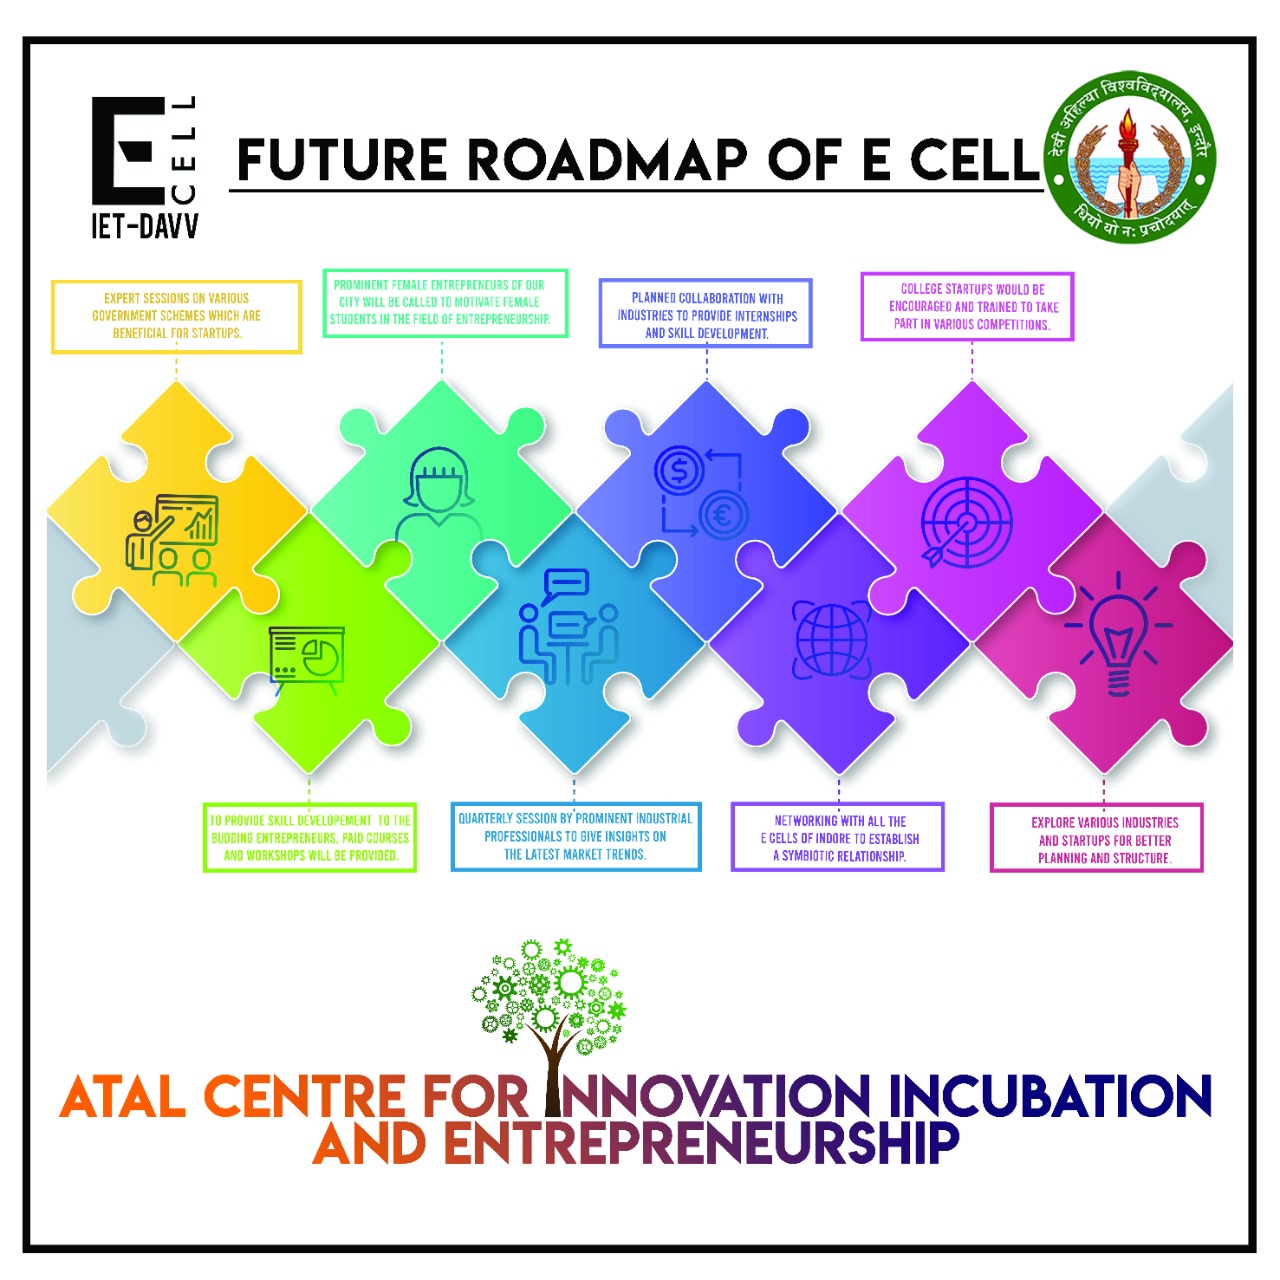 E CELL
IET-DAVV
FUTURE ROADMAP OF E CELL
देवी अहिल्या विश्वविद्यालय, इन्दौर
धियो यो नः प्रचोदयात्
EXPERT SESSIONS ON VARIOUS
GOVERNMENT SCHEMES WHICH ARE
BENEFICIAL FOR STARTUPS.
PROMINENT FEMALE ENTREPRENEURS OF OUR
CITY WILL BE CALLED TO MOTIVATE FEMALE
STUDENTS IN THE FIELD OF ENTREPRENEURSHIP.
PLANNED COLLABORATION WITH
INDUSTRIES TO PROVIDE INTERNSHIPS
AND SKILL DEVELOPMENT.
COLLEGE STARTUPS WOULD BE
ENCOURAGED AND TRAINED TO TAKE
PART IN VARIOUS COMPETITIONS.
$
€
TO PROVIDE SKILL DEVELOPEMENT TO THE
BUDDING ENTREPRENEURS, PAID COURSES
AND WORKSHOPS WILL BE PROVIDED.
QUARTERLY SESSION BY PROMINENT INDUSTRIAL
PROFESSIONALS TO GIVE INSIGHTS ON
THE LATEST MARKET TRENDS.
NETWORKING WITH ALL THE
E CELLS OF INDORE TO ESTABLISH
A SYMBIOTIC RELATIONSHIP.
EXPLORE VARIOUS INDUSTRIES
AND STARTUPS FOR BETTER
PLANNING AND STRUCTURE.
ATAL CENTRE FOR INNOVATION INCUBATION
AND ENTREPRENEURSHIP